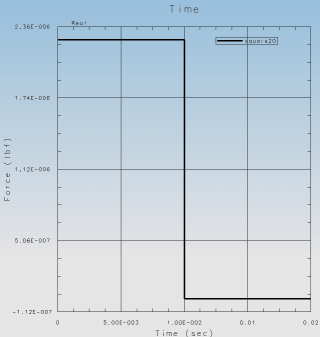 Time
Real
2.36E-006
square20
1.74E-006
1.12E-006
Force (lbf)
5.06E-007
-1.12E-007
0 5.00E-003 1.00E-002 0.01 0.02
Time (sec)